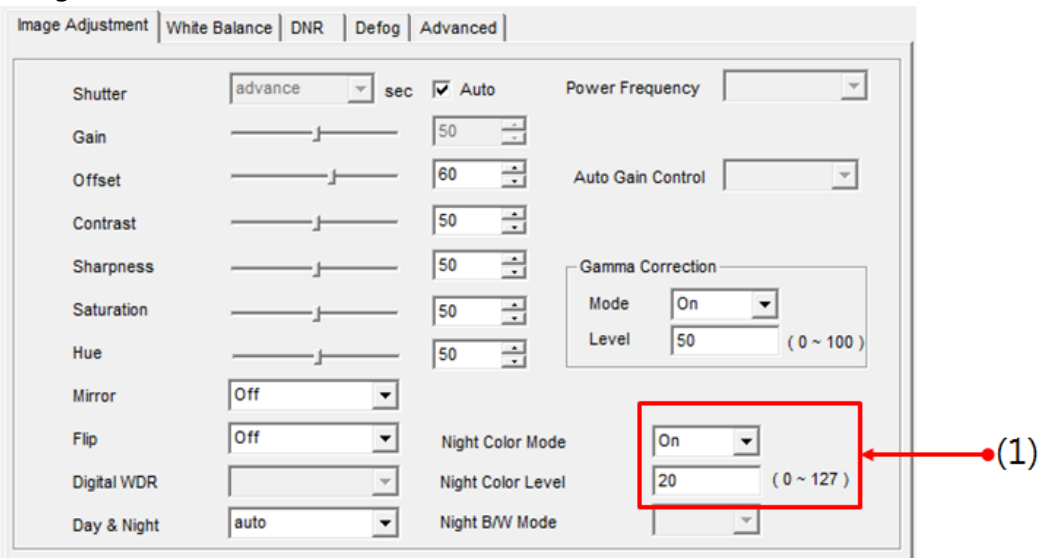 Image Adjustment White Balance DNR Defog Advanced
Shutter advance sec Auto Power Frequency
Gain 50
Offset 60 Auto Gain Control
Contrast 50
Sharpness 50 Gamma Correction
Saturation 50 Mode On
Hue 50 Level 50 ( 0 ~ 100 )
Mirror Off
Flip Off Night Color Mode On (1)
Digital WDR Night Color Level 20 ( 0 ~ 127 )
Day & Night auto Night B/W Mode